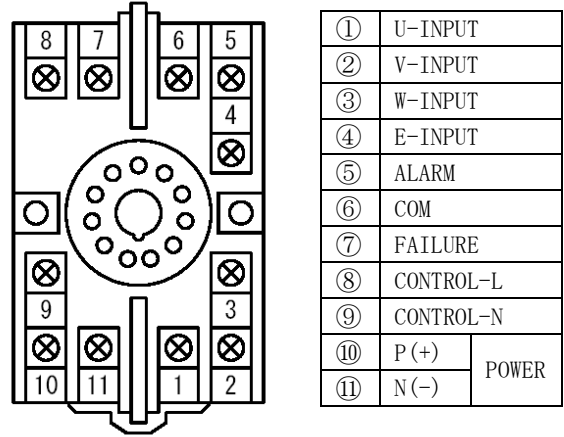 8 7 6 5
4
9 3
10 11 1 2
① U-INPUT
② V-INPUT
③ W-INPUT
④ E-INPUT
⑤ ALARM
⑥ COM
⑦ FAILURE
⑧ CONTROL-L
⑨ CONTROL-N
⑩ P(+) POWER
⑪ N(-)